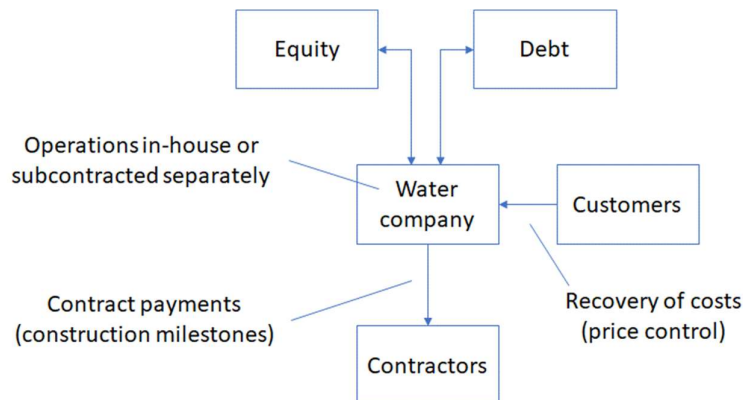 Equity
Debt
Operations in-house or
subcontracted separately
Water
company
Customers
Contract payments
(construction milestones)
Recovery of costs
(price control)
Contractors